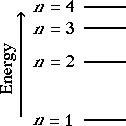 n = 4
n = 3
n = 2
n = 1
Energy